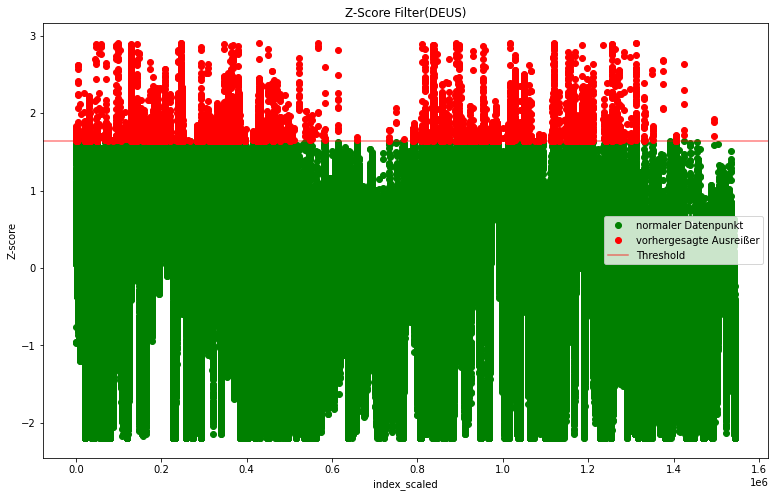 Z-Score Filter(DEUS)
3
2
1
0
−1
−2
Z-score
normaler Datenpunkt
vorhergesagte Ausreißer
Threshold
0.0 0.2 0.4 0.6 0.8 1.0 1.2 1.4 1.6
1e6
index_scaled